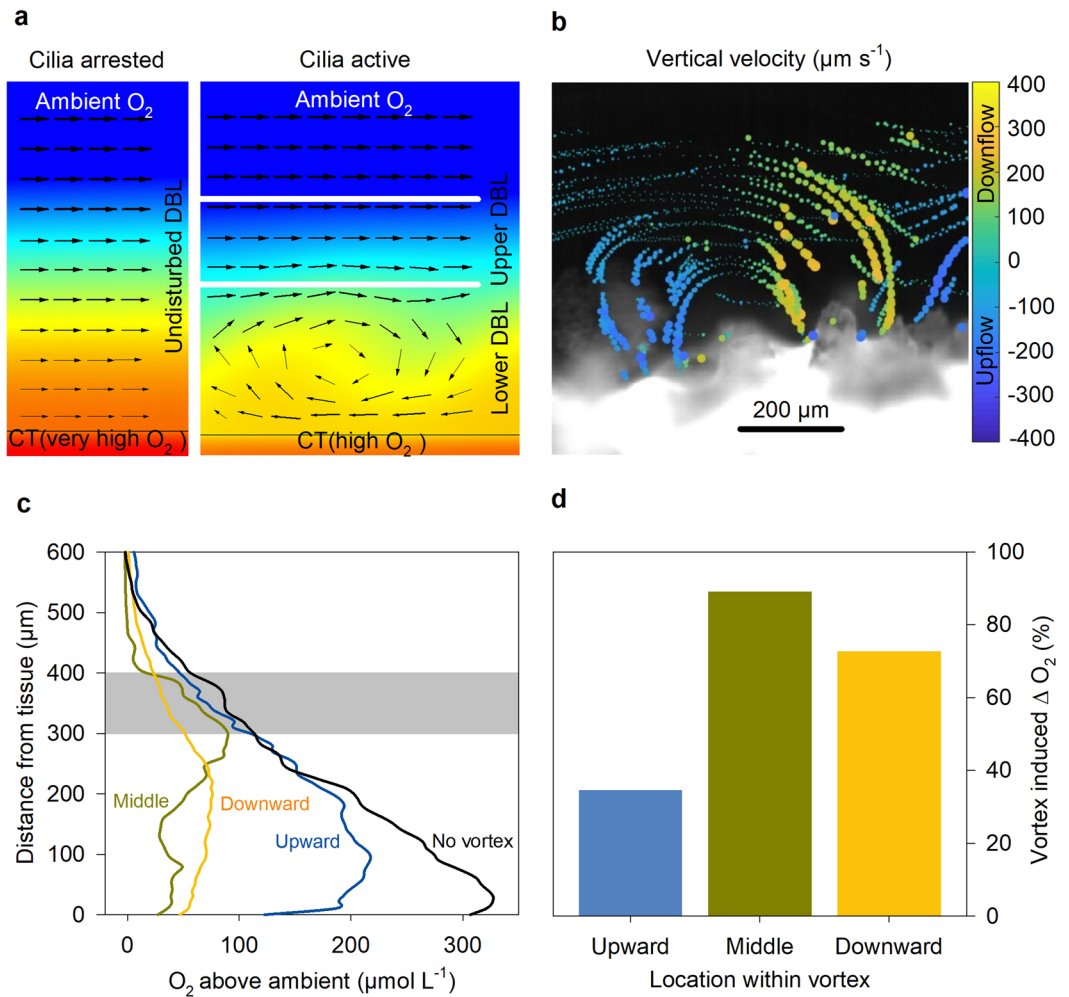 a
Cilia arrested
Cilia active
Ambient O2
Ambient O2
Undisturbed DBL
Upper DBL
Lower DBL
CT(very high O2 )
CT(high O2 )
b
Vertical velocity (µm s-1)
400
300
200
100
0
-100
-200
-300
-400
Downflow
Upflow
200 µm
c
600
500
400
300
200
100
0
Distance from tissue (µm)
Middle
Downward
Upward
No vortex
0
100
200
300
O2 above ambient (µmol L-1)
d
100
80
60
40
20
0
Vortex induced Δ O2 (%)
Upward
Middle
Downward
Location within vortex